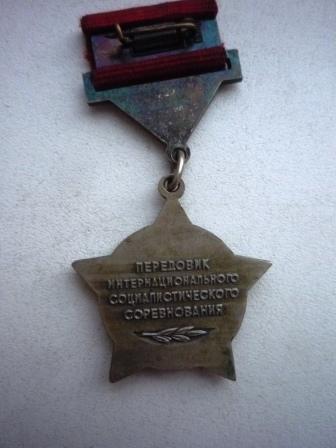 ПЕРЕДОВИК
ИНТЕРНАЦИОНАЛЬНОГО
СОЦИАЛИСТИЧЕСКОГО
СОРЕВНОВАНИЯ